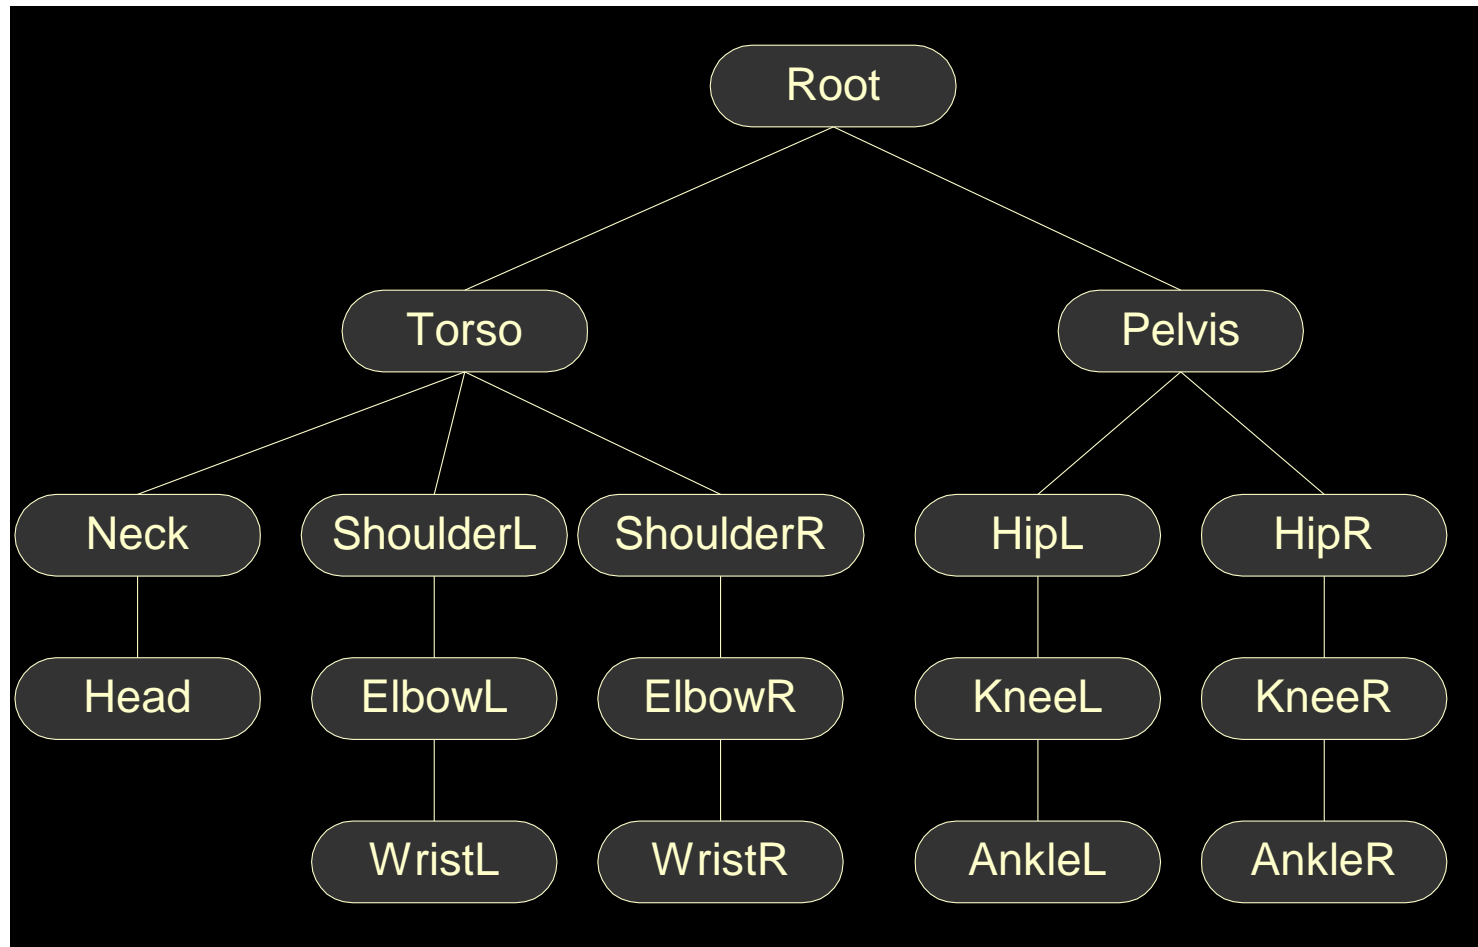 Root
Torso
Pelvis
Neck
ShoulderL
ShoulderR
HipL
HipR
Head
ElbowL
ElbowR
KneeL
KneeR
WristL
WristR
AnkleL
AnkleR